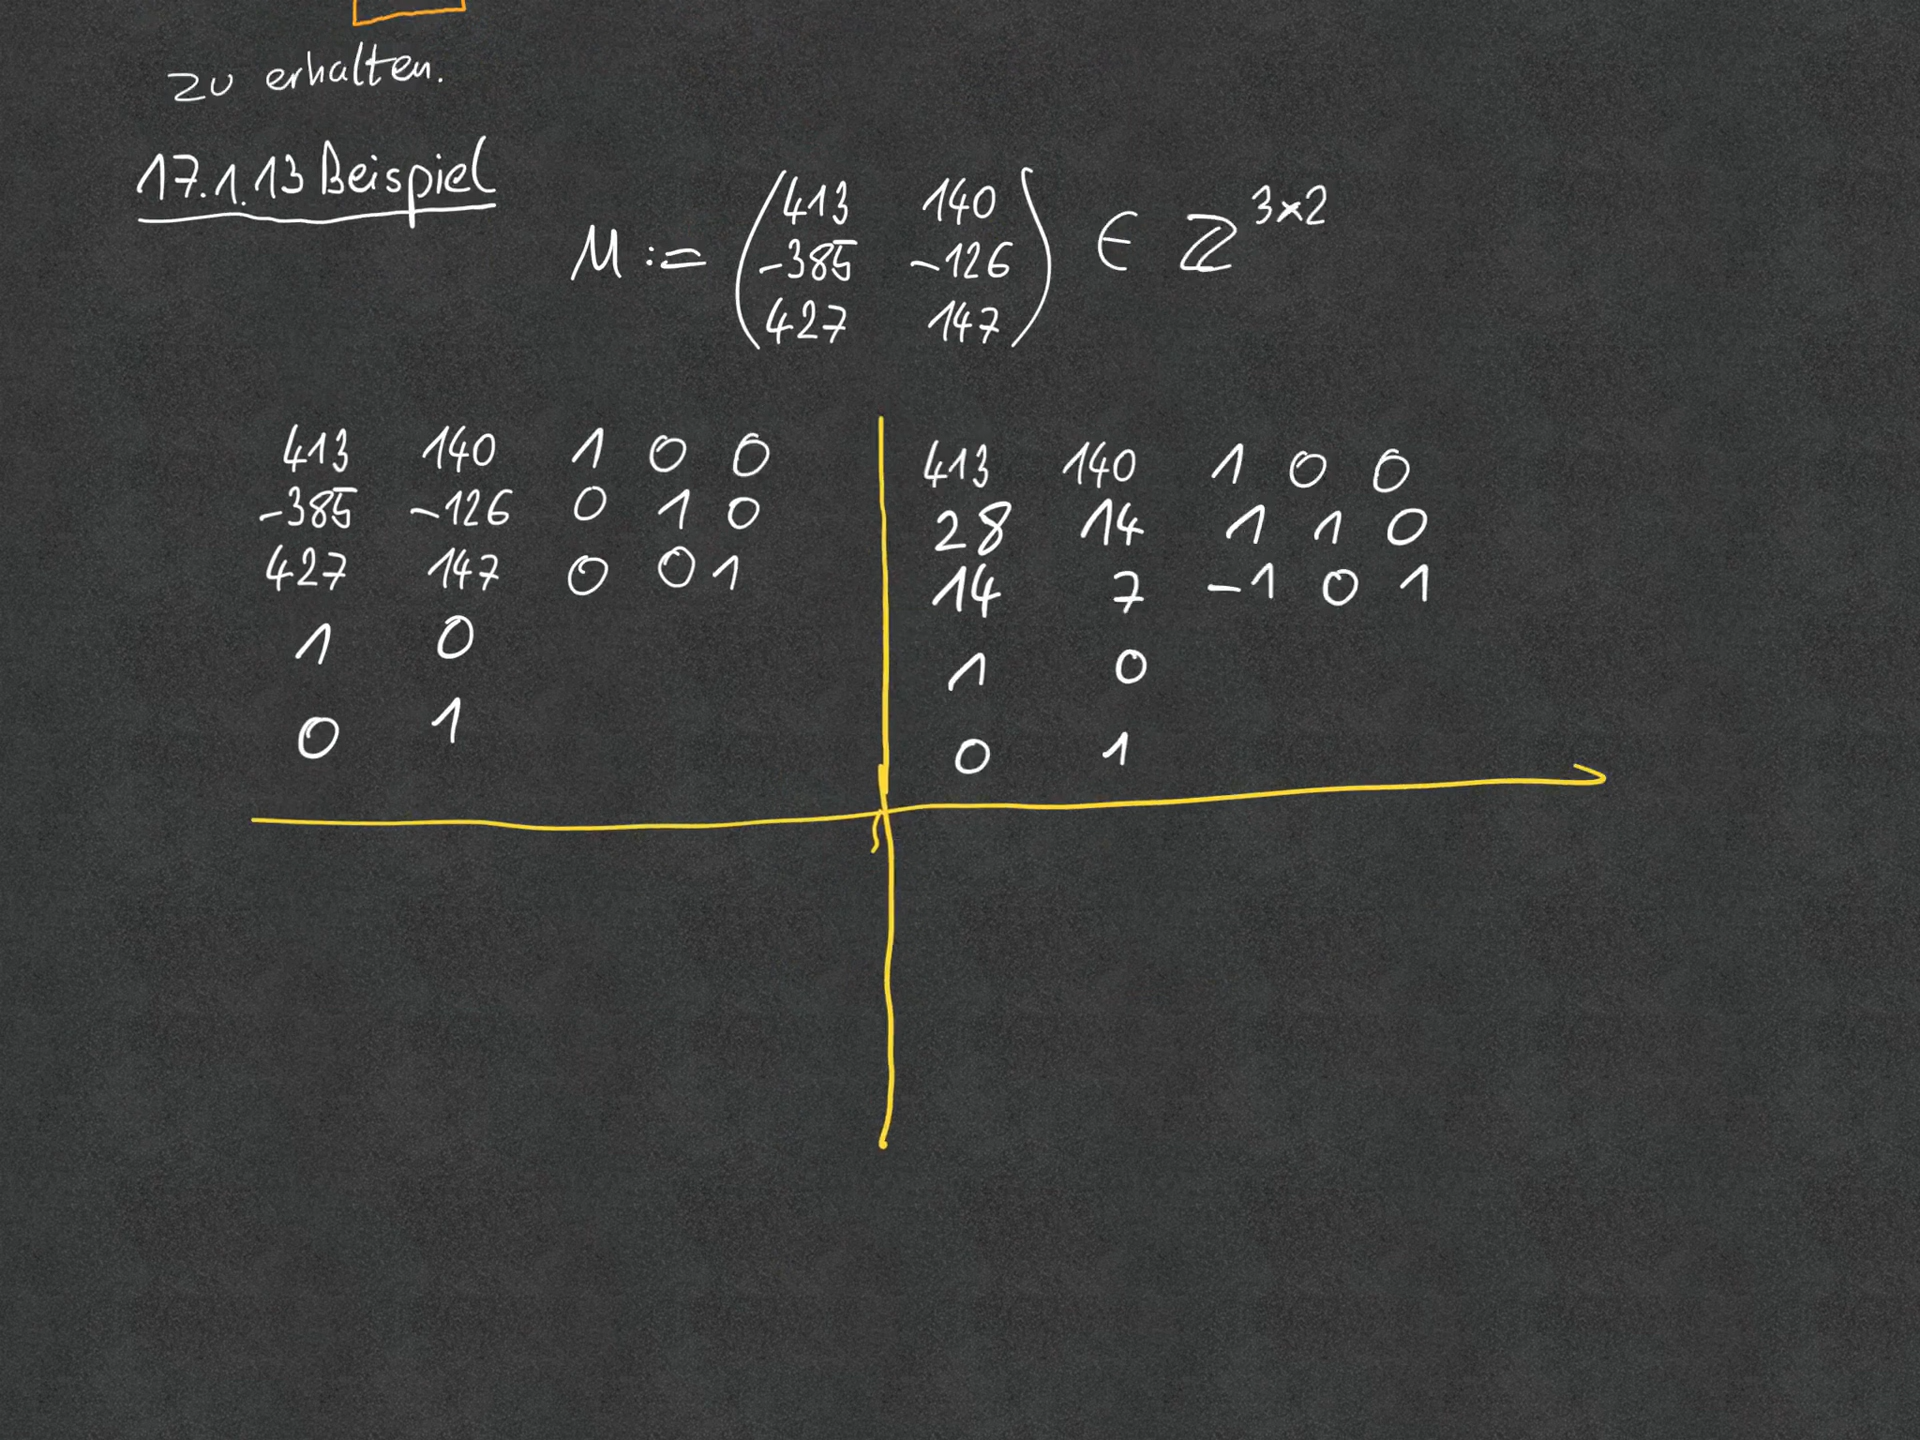 zu erhalten.
17.1.13 Beispiel
M := ( 413 140
-385 -126
427 147 ) ∈ ℤ^{3×2}
413 140 1 0 0
-385 -126 0 1 0
427 147 0 0 1
1 0
0 1
413 140 1 0 0
28 14 1 1 0
14 7 -1 0 1
1 0
0 1